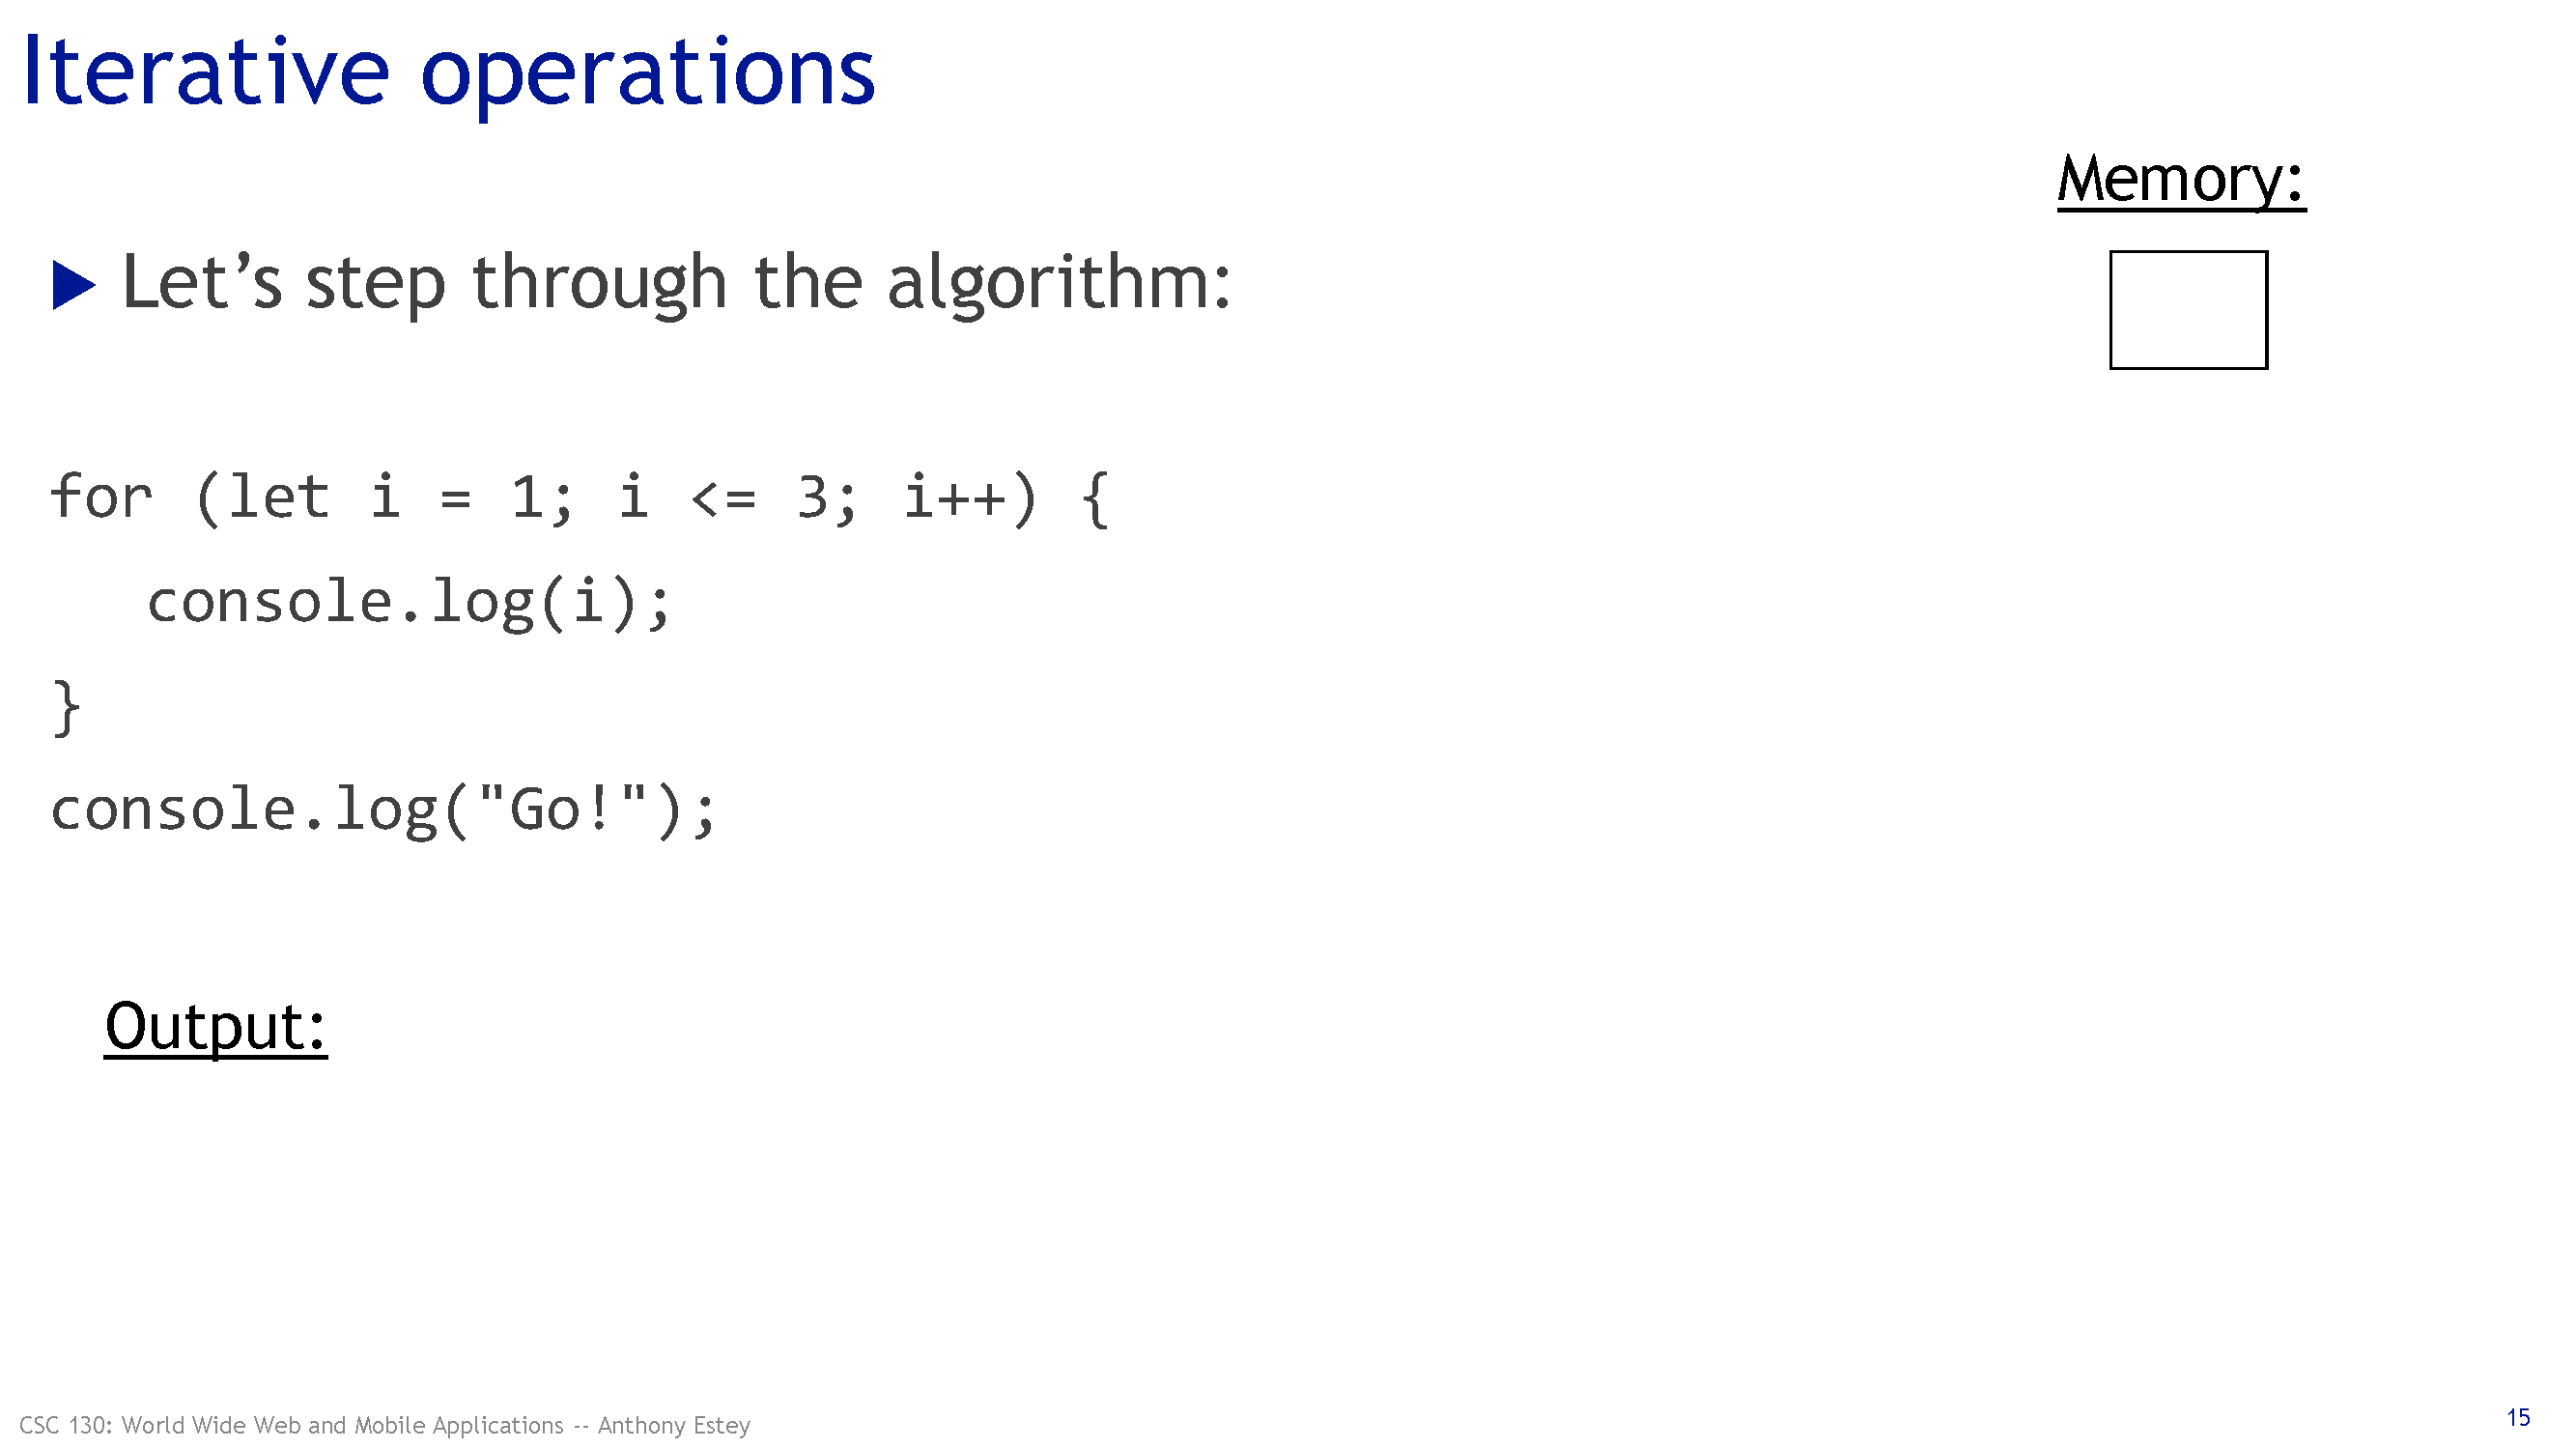 Iterative operations
Memory:
Let’s step through the algorithm:
for (let i = 1; i <= 3; i++) {
console.log(i);
}
console.log("Go!");
Output:
CSC 130: World Wide Web and Mobile Applications -- Anthony Estey
15